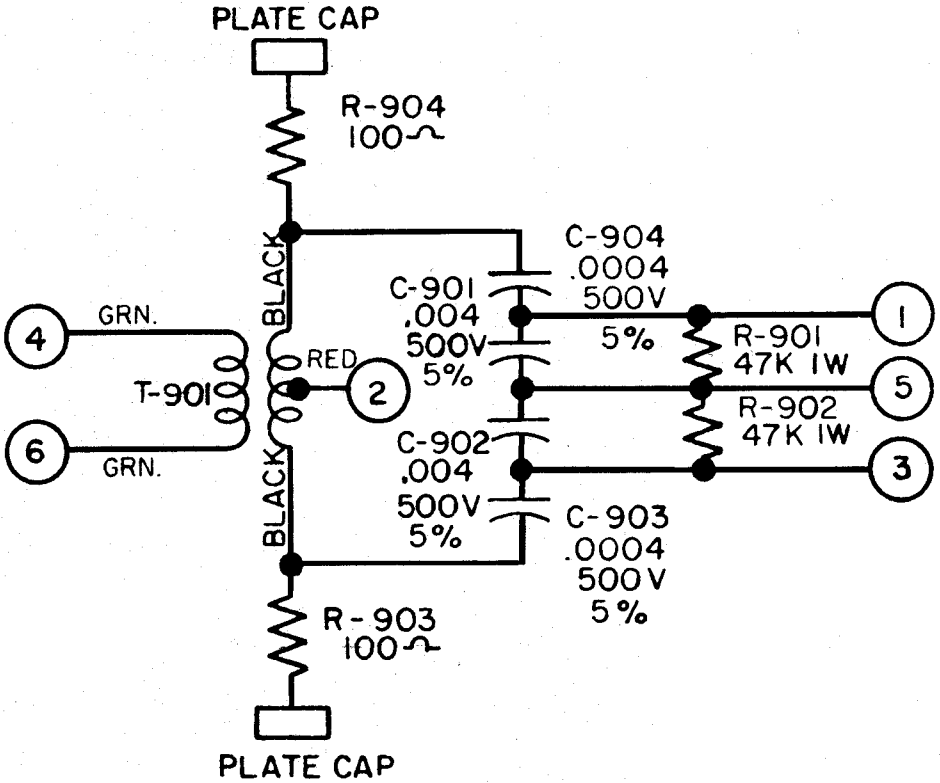 PLATE CAP
R-904
100Ω
BLACK
C-904
.0004
500V
5%
C-901
.004
500V
5%
1
4
GRN.
R-901
47K 1W
T-901
RED
2
5
R-902
47K 1W
6
GRN.
C-902
.004
500V
5%
3
BLACK
C-903
.0004
500V
5%
R-903
100Ω
PLATE CAP